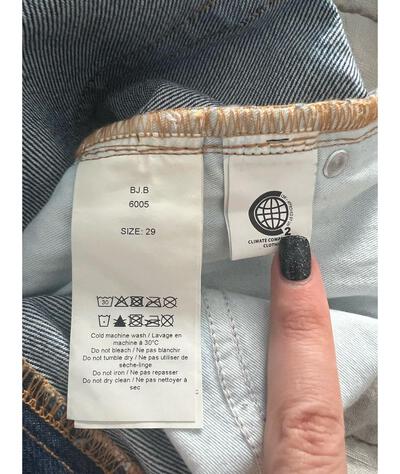 BJ.B
6005
SIZE: 29
30
Cold machine wash / Lavage en
machine à 30°C
Do not bleach / Ne pas blanchir
Do not tumble dry / Ne pas utiliser de
sèche-linge
Do not iron / Ne pas repasser
Do not dry clean / Ne pas nettoyer à
sec
2
CLIMATE